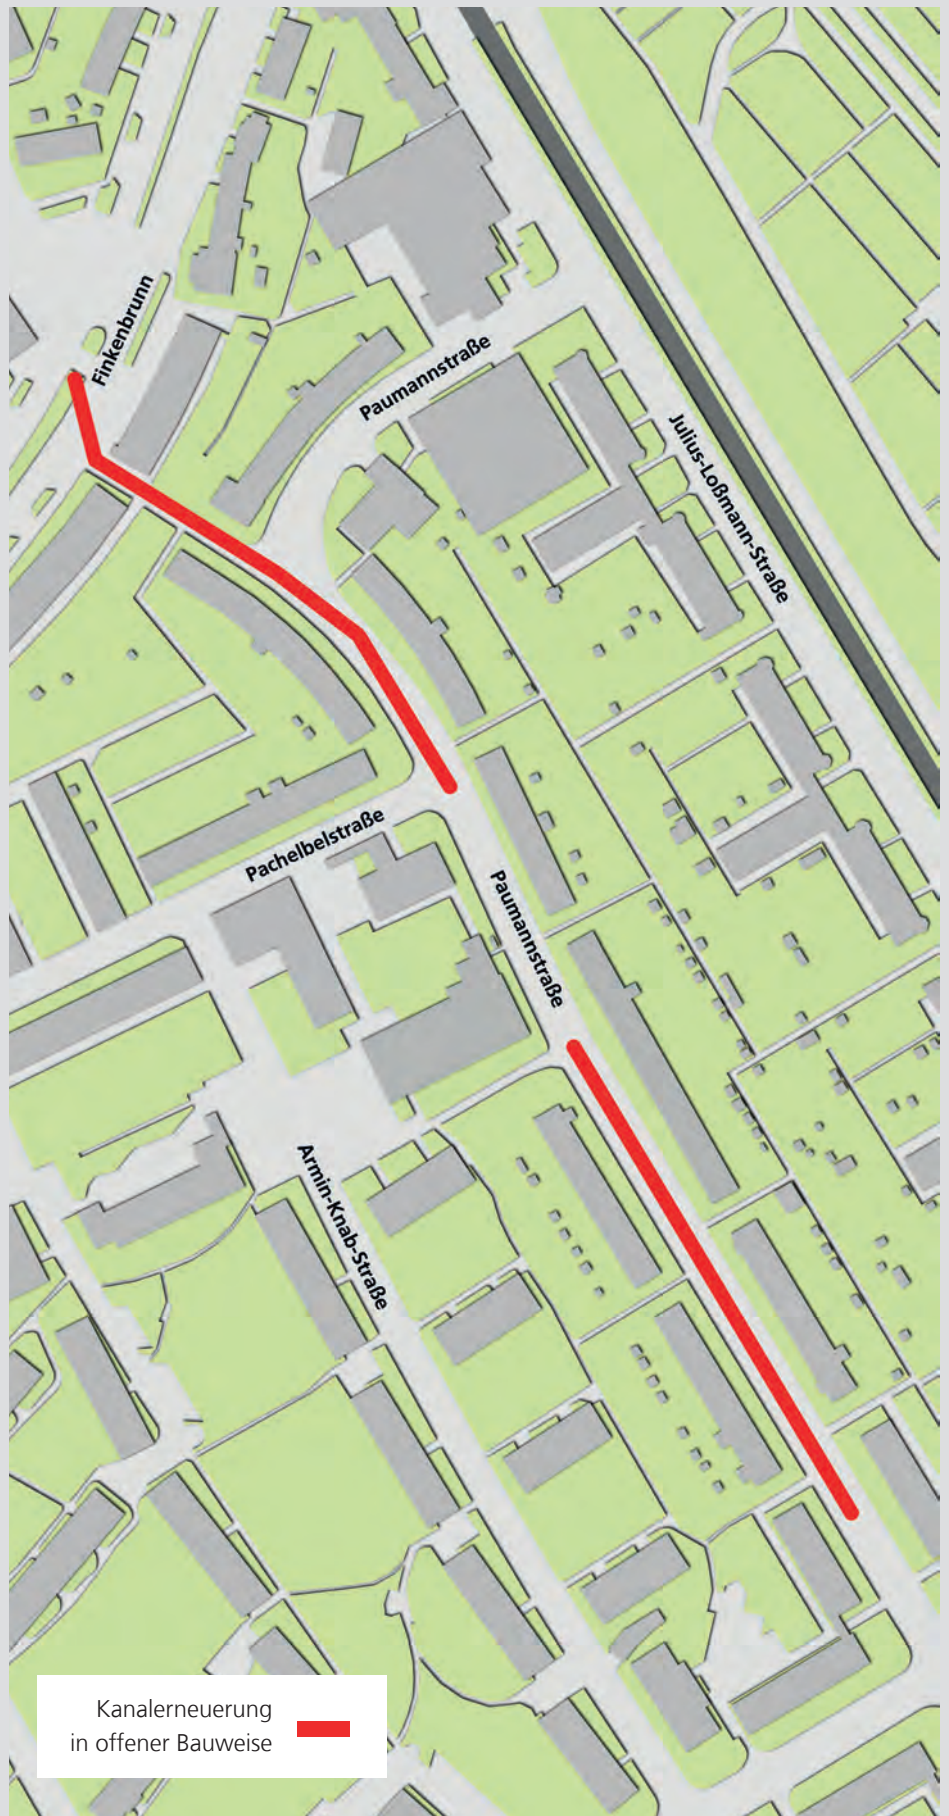 Finkenbrunn
Paumannstraße
Julius-Loßmann-Straße
Pachelbelstraße
Paumannstraße
Armin-Knab-Straße
Kanalerneuerung
in offener Bauweise